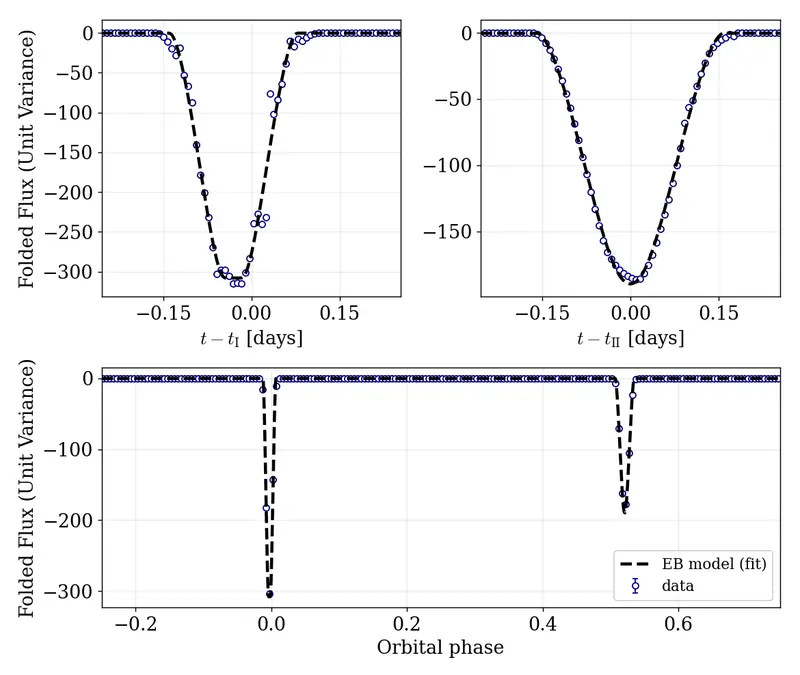 Folded Flux (Unit Variance)
0
−50
−100
−150
−200
−250
−300
−0.15 0.00 0.15
t − tI [days]
0
−50
−100
−150
−0.15 0.00 0.15
t − tII [days]
Folded Flux (Unit Variance)
0
−100
−200
−300
EB model (fit)
data
−0.2 0.0 0.2 0.4 0.6
Orbital phase